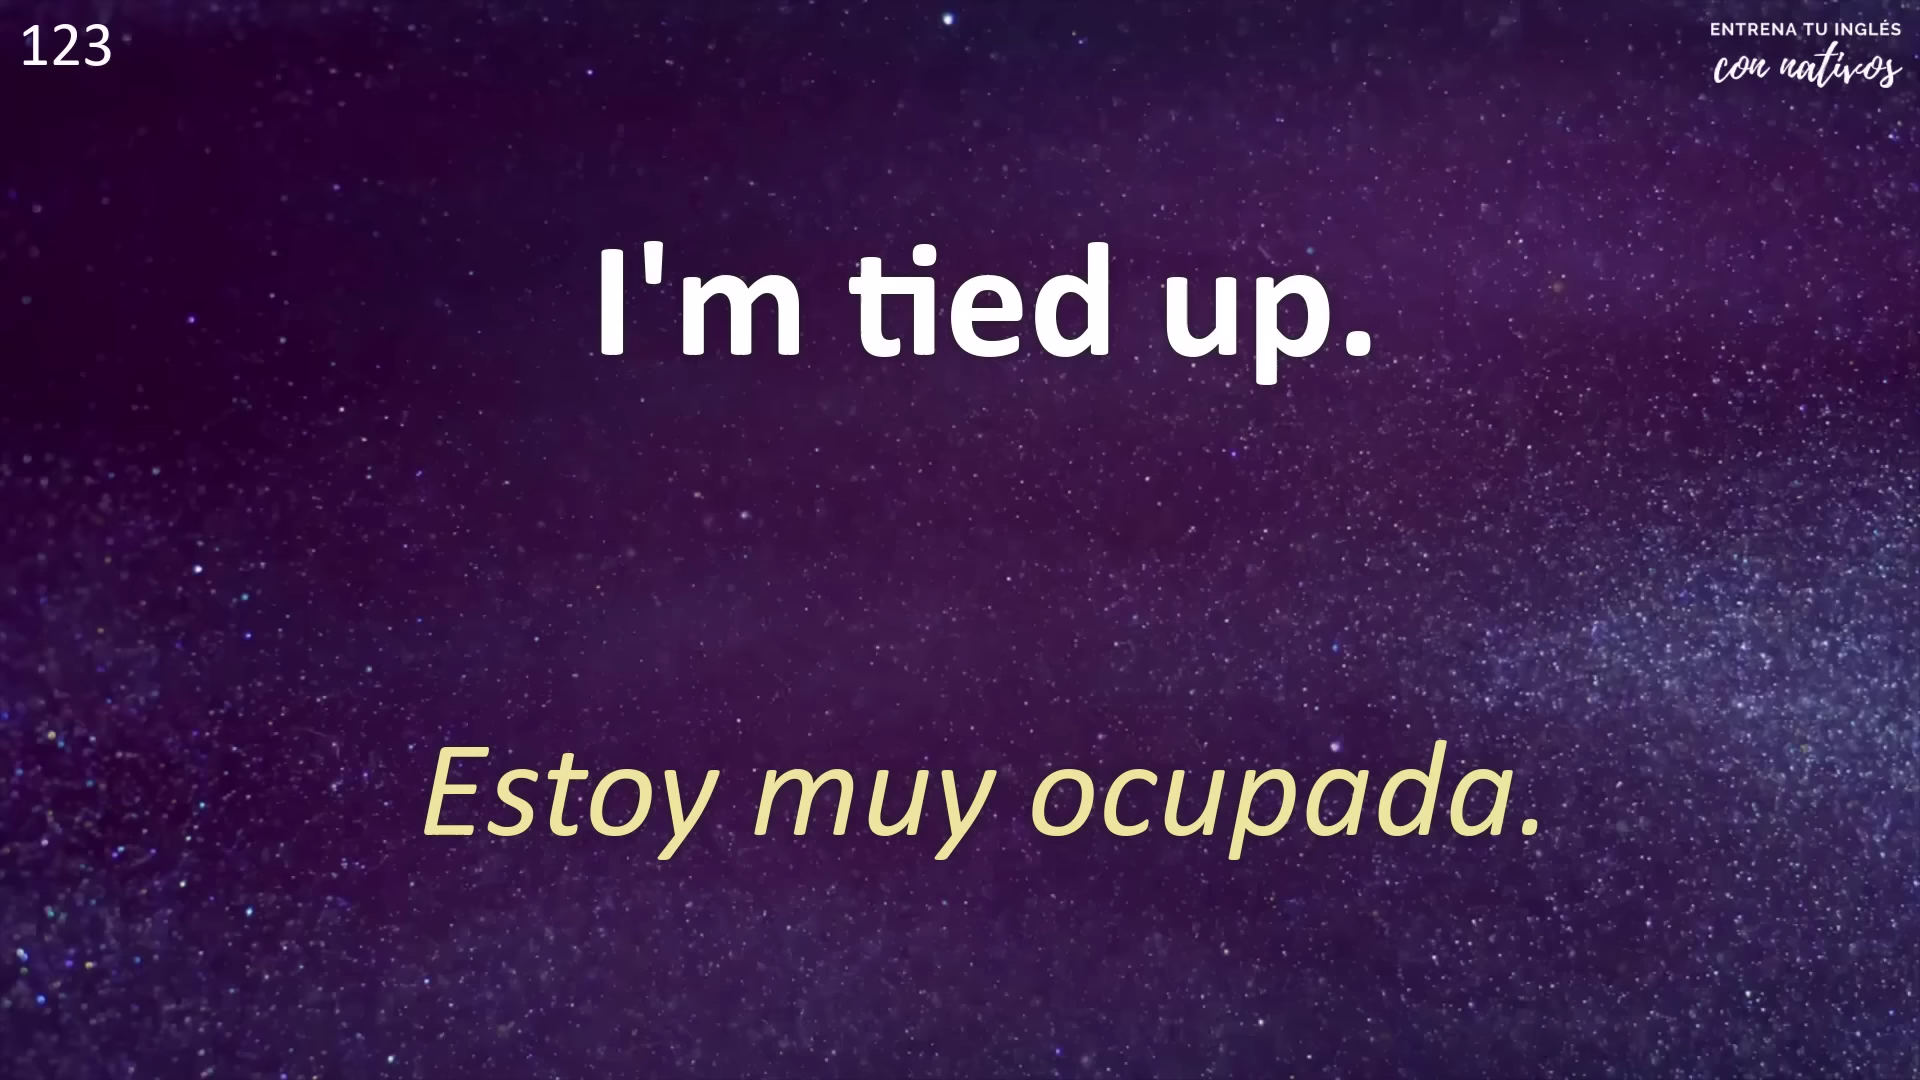 123
ENTRENA TU INGLÉS
con nativos
I'm tied up.
Estoy muy ocupada.